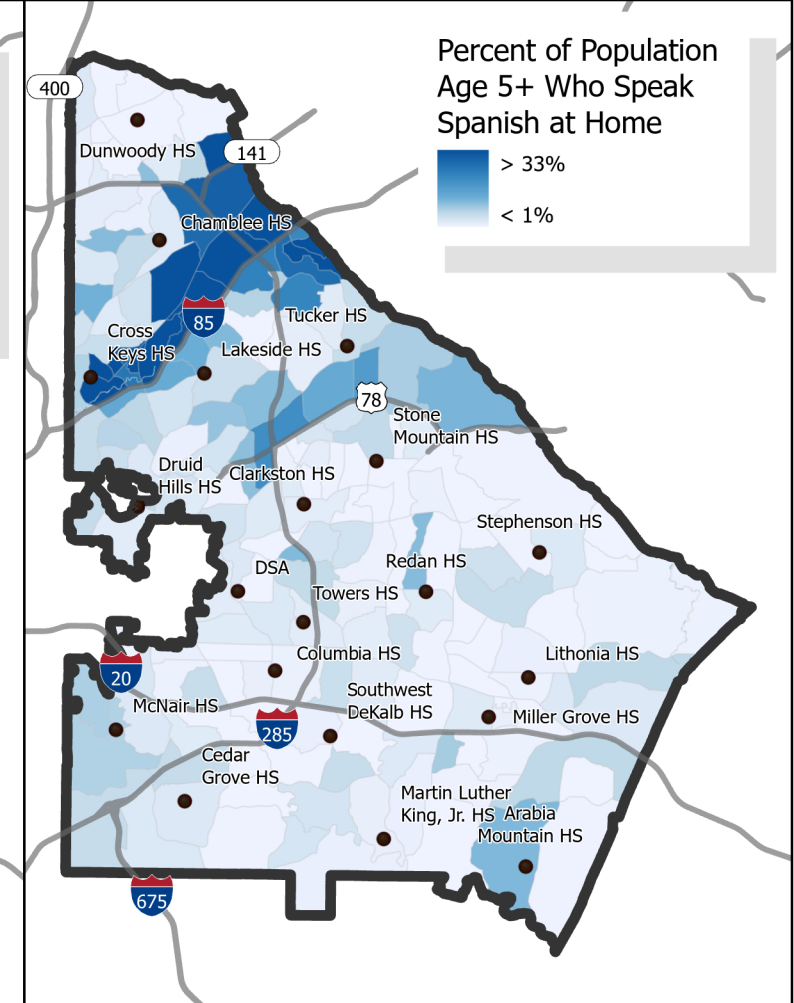 Percent of Population
Age 5+ Who Speak
Spanish at Home
> 33%
< 1%
400
Dunwoody HS
141
Chamblee HS
85
Tucker HS
Cross
Keys HS
Lakeside HS
78
Stone
Mountain HS
Druid
Hills HS
Clarkston HS
Stephenson HS
DSA
Redan HS
Towers HS
Columbia HS
Lithonia HS
20
McNair HS
Southwest
DeKalb HS
Miller Grove HS
285
Cedar
Grove HS
Martin Luther
King, Jr. HS
Arabia
Mountain HS
675